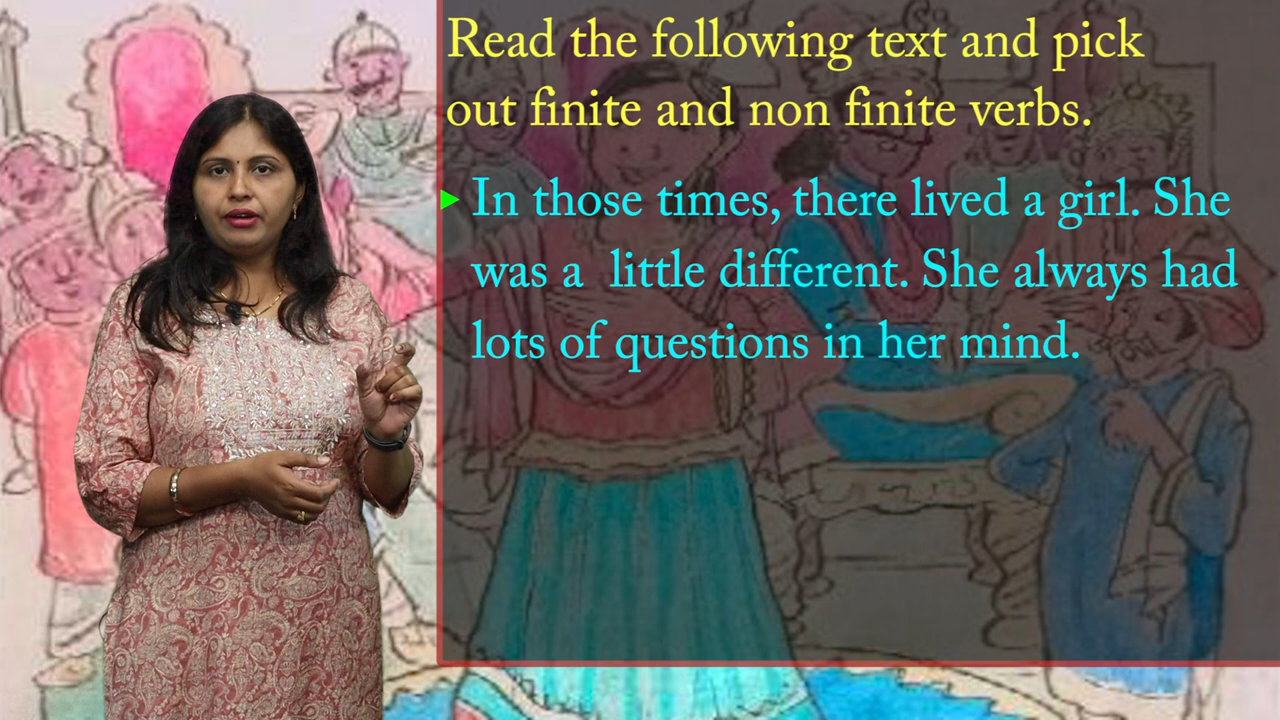 Read the following text and pick
out finite and non finite verbs.
In those times, there lived a girl. She
was a little different. She always had
lots of questions in her mind.